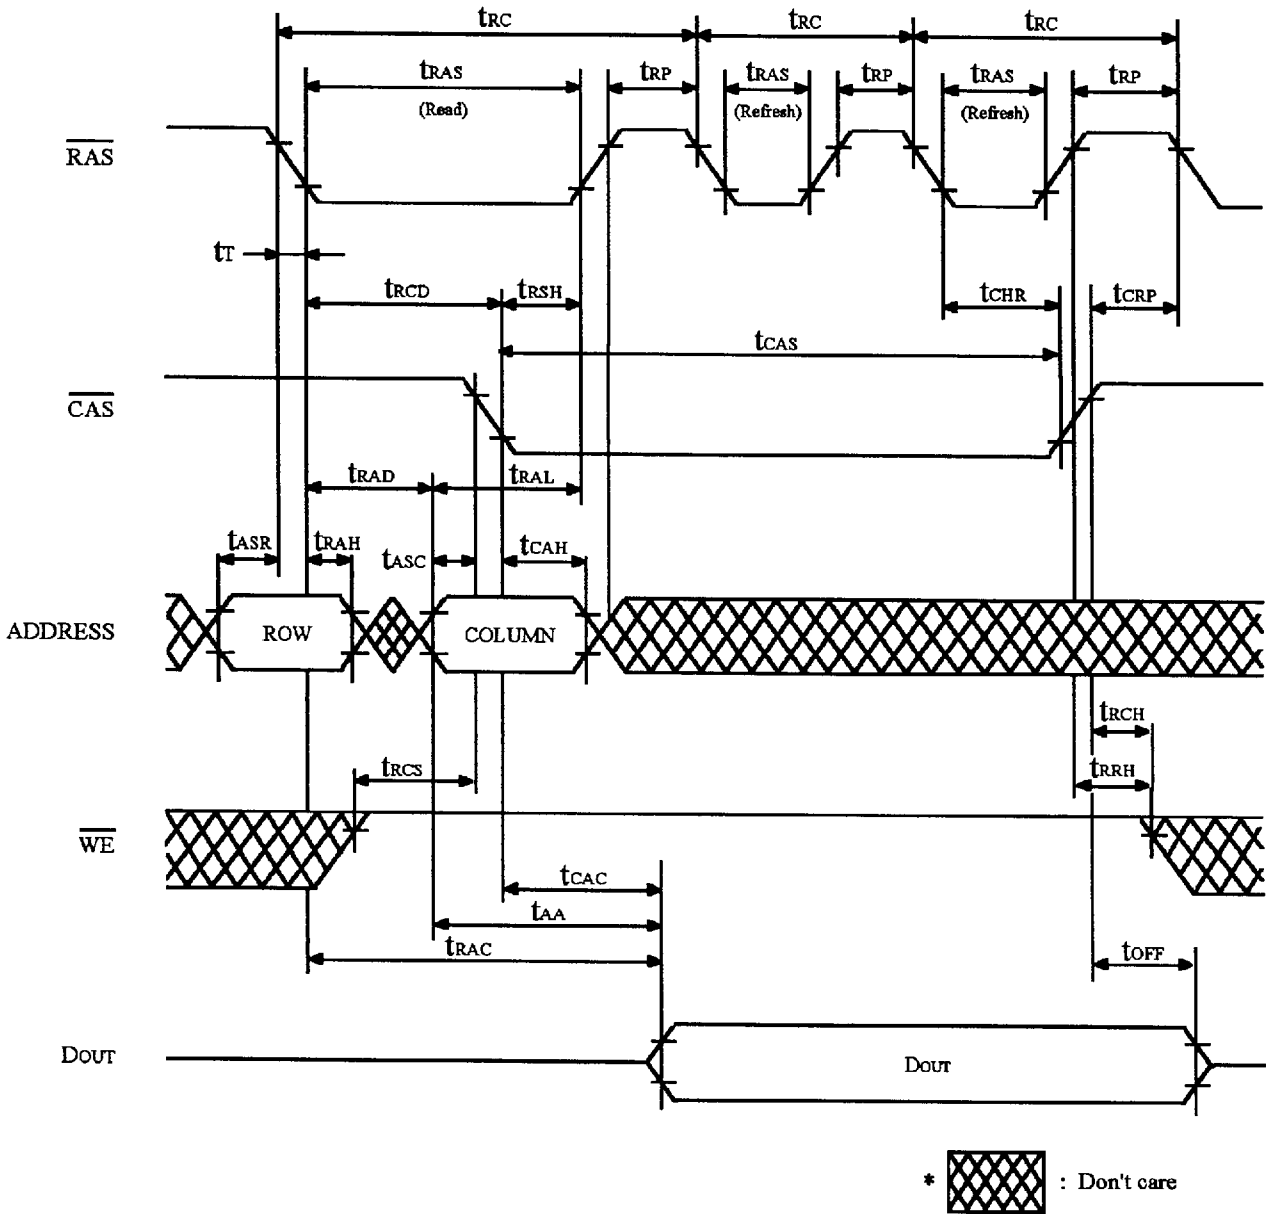 tRC tRC tRC
tRAS tRP tRAS tRP tRAS tRP
(Read) (Refresh) (Refresh)
RAS
tT
tRCD tRSH tCHR tCRP
tCAS
CAS
tRAD tRAL
tASR tRAH tASC tCAH
ADDRESS ROW COLUMN
tRCH
tRCS tRRH
WE
tCAC
tAA
tRAC tOFF
DOUT DOUT
* : Don't care